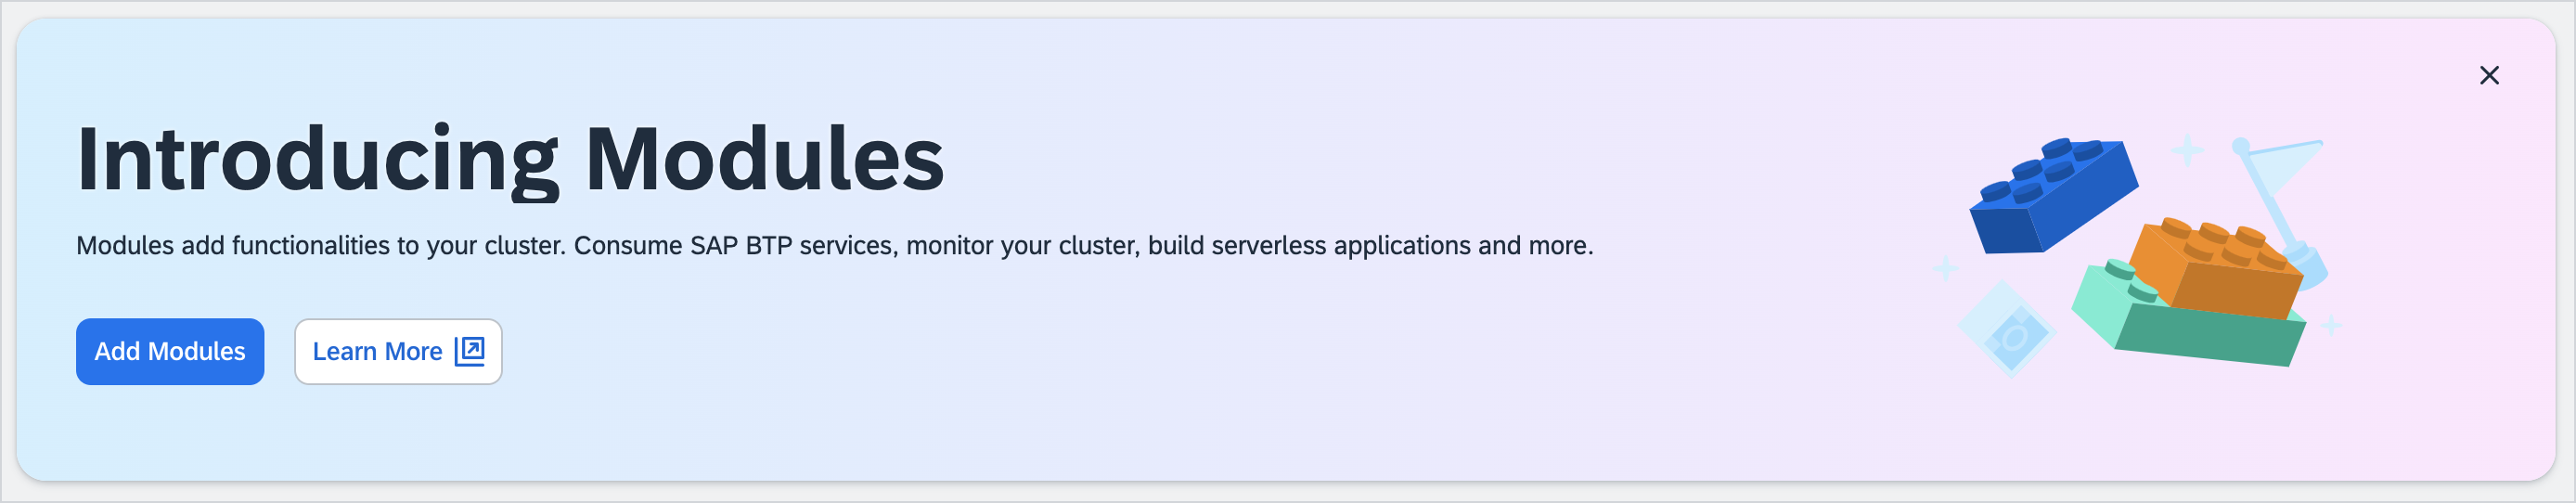 Introducing Modules
Modules add functionalities to your cluster. Consume SAP BTP services, monitor your cluster, build serverless applications and more.
Add Modules
Learn More